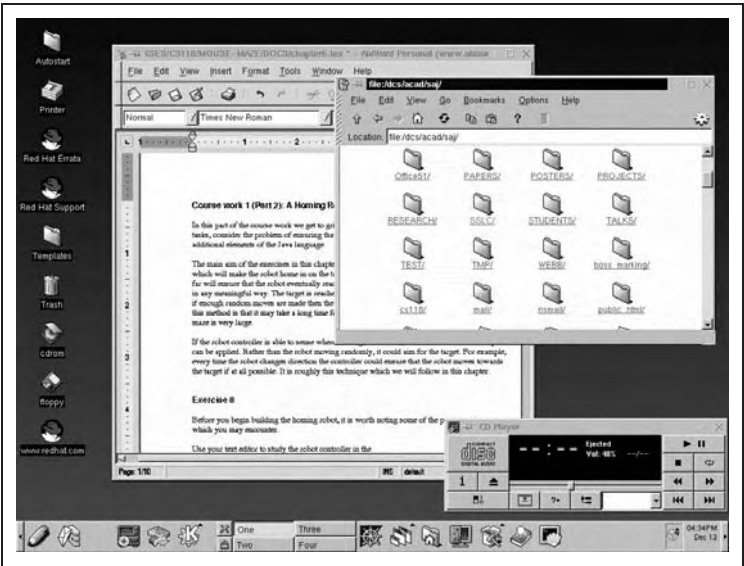 Autostart
Printer
Red Hat Errata
Red Hat Support
Templates
Trash
cdrom
floppy
www.redhat.com
File Edit View Insert Format Tools Window Help
Normal
Times New Roman
Course work 1 (Part 2): A Homing R
In this part of the course work we get to gri
tasks, consider the problem of ensuring tha
additional elements of the Java language.
The main aim of the exercises in this chapte
which will make the robot home in on the t
far will ensure that the robot eventually reac
in any meaningful way. The target is reache
if enough random moves are made then the
this method is that it may take a long time f
maze is very large.
If the robot controller is able to sense when
can be applied. Rather than the robot moving randomly, it could aim for the target. For example,
every time the robot changes direction the controller could ensure that the robot moves towards
the target if at all possible. It is roughly this technique which we will follow in this chapter.
Exercise 8
Before you begin building the homing robot, it is worth noting some of the p
which you may encounter.
Use your text editor to study the robot controller in the
Page 1/10
INS
default
file:/dcs/acad/saj/
File Edit View Go Bookmarks Options Help
Location: file:/dcs/acad/saj/
Office51/ PAPERS/ POSTERS/ PROJECTS/
RESEARCH/ SSLC/ STUDENTS/ TALKS/
TEST/ TMP/ WEBB/ boss_marking/
cs118/ mail/ nsmail/ public_html/
CD Player
COMPACT
disc
DIGITAL AUDIO
--:--
Ejected
Vol: 48%
--/--
1
One Three
Two Four
04:34PM
Dec 13